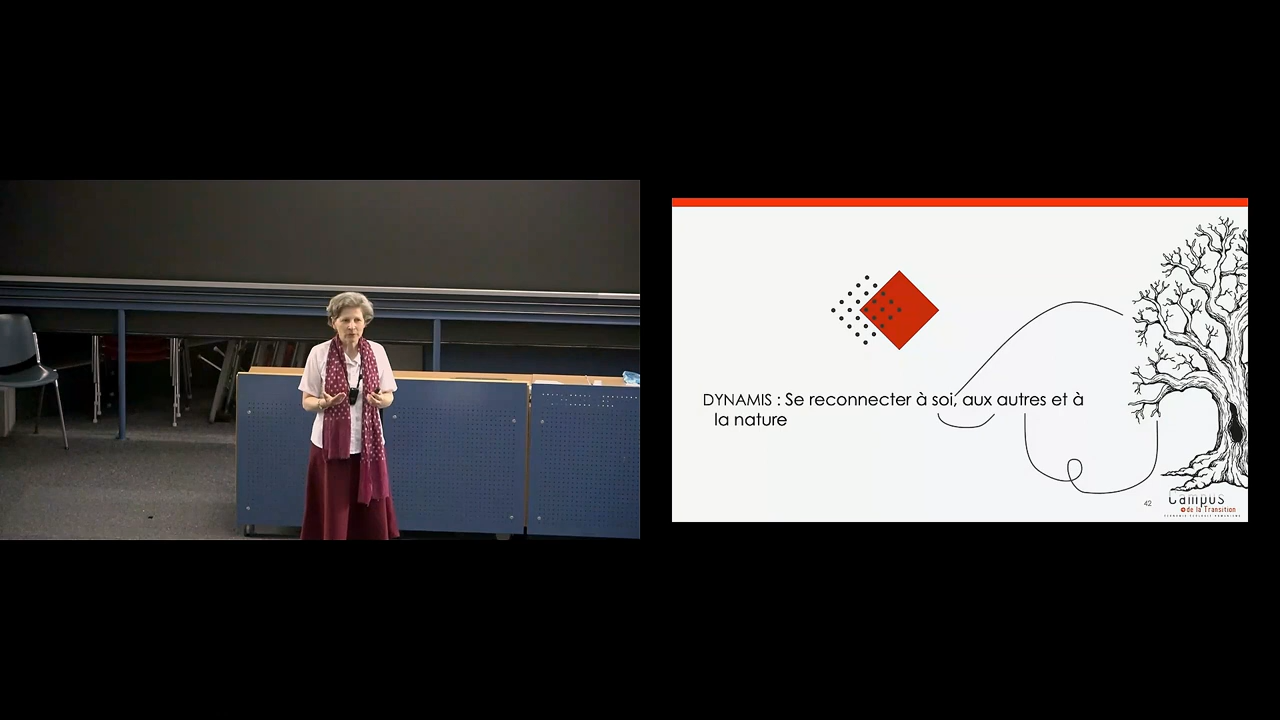 DYNAMIS : Se reconnecter à soi, aux autres et à
la nature
42
Campus
de la Transition